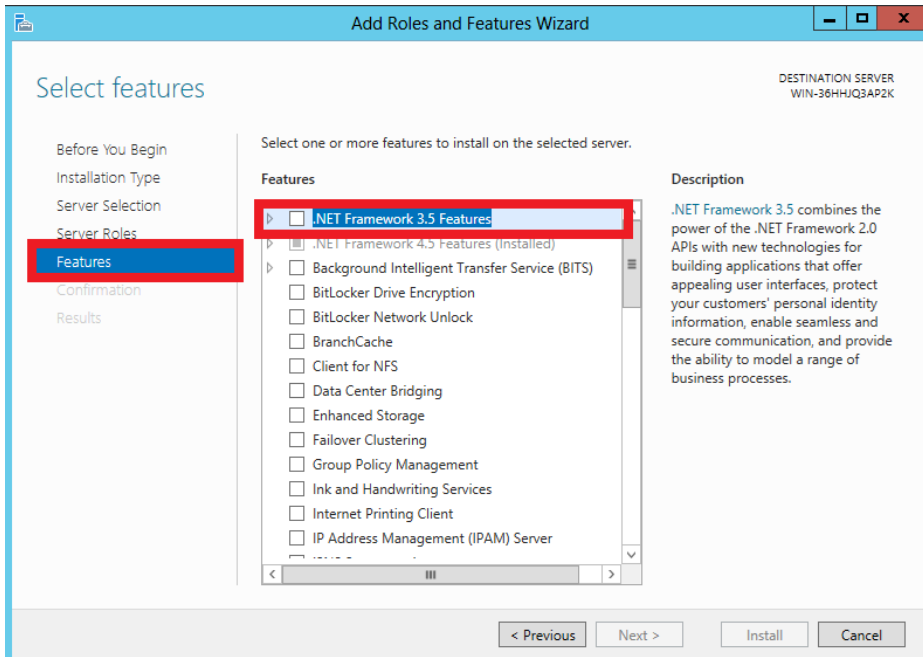 Add Roles and Features Wizard
Select features
DESTINATION SERVER
WIN-36HHJQ3AP2K
Before You Begin
Installation Type
Server Selection
Server Roles
Features
Confirmation
Results
Select one or more features to install on the selected server.
Features
.NET Framework 3.5 Features
.NET Framework 4.5 Features (Installed)
Background Intelligent Transfer Service (BITS)
BitLocker Drive Encryption
BitLocker Network Unlock
BranchCache
Client for NFS
Data Center Bridging
Enhanced Storage
Failover Clustering
Group Policy Management
Ink and Handwriting Services
Internet Printing Client
IP Address Management (IPAM) Server
Description
.NET Framework 3.5 combines the
power of the .NET Framework 2.0
APIs with new technologies for
building applications that offer
appealing user interfaces, protect
your customers' personal identity
information, enable seamless and
secure communication, and provide
the ability to model a range of
business processes.
< Previous
Next >
Install
Cancel